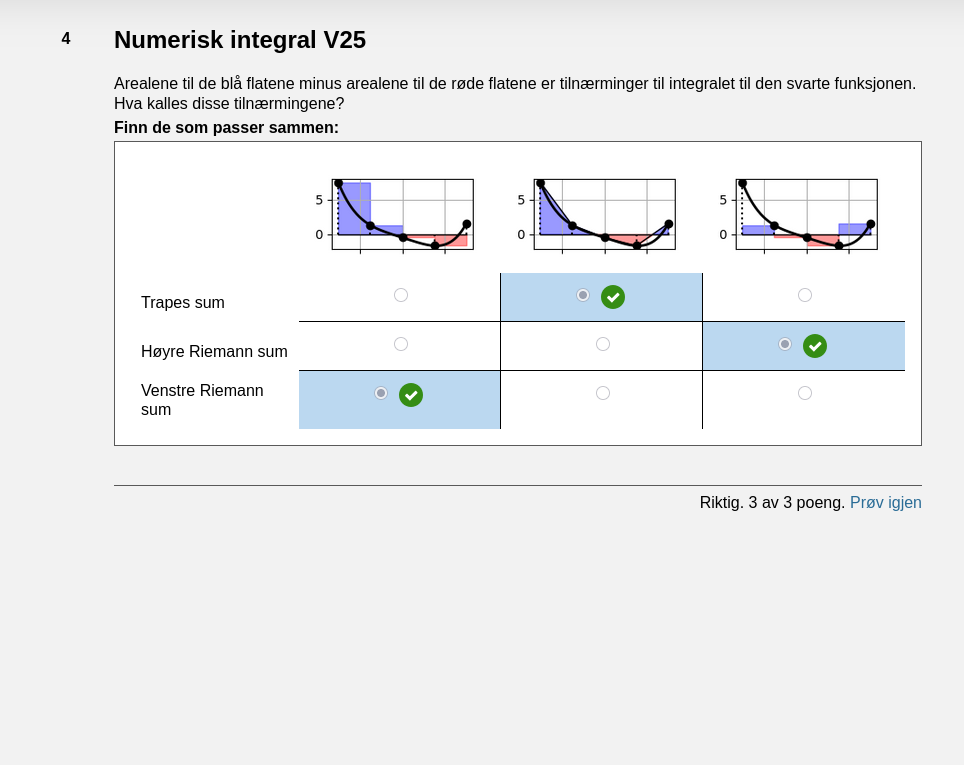 4
Numerisk integral V25
Arealene til de blå flatene minus arealene til de røde flatene er tilnærminger til integralet til den svarte funksjonen.
Hva kalles disse tilnærmingene?
Finn de som passer sammen:
5 5 5
0 0 0
Trapes sum
Høyre Riemann sum
Venstre Riemann
sum
Riktig. 3 av 3 poeng. Prøv igjen